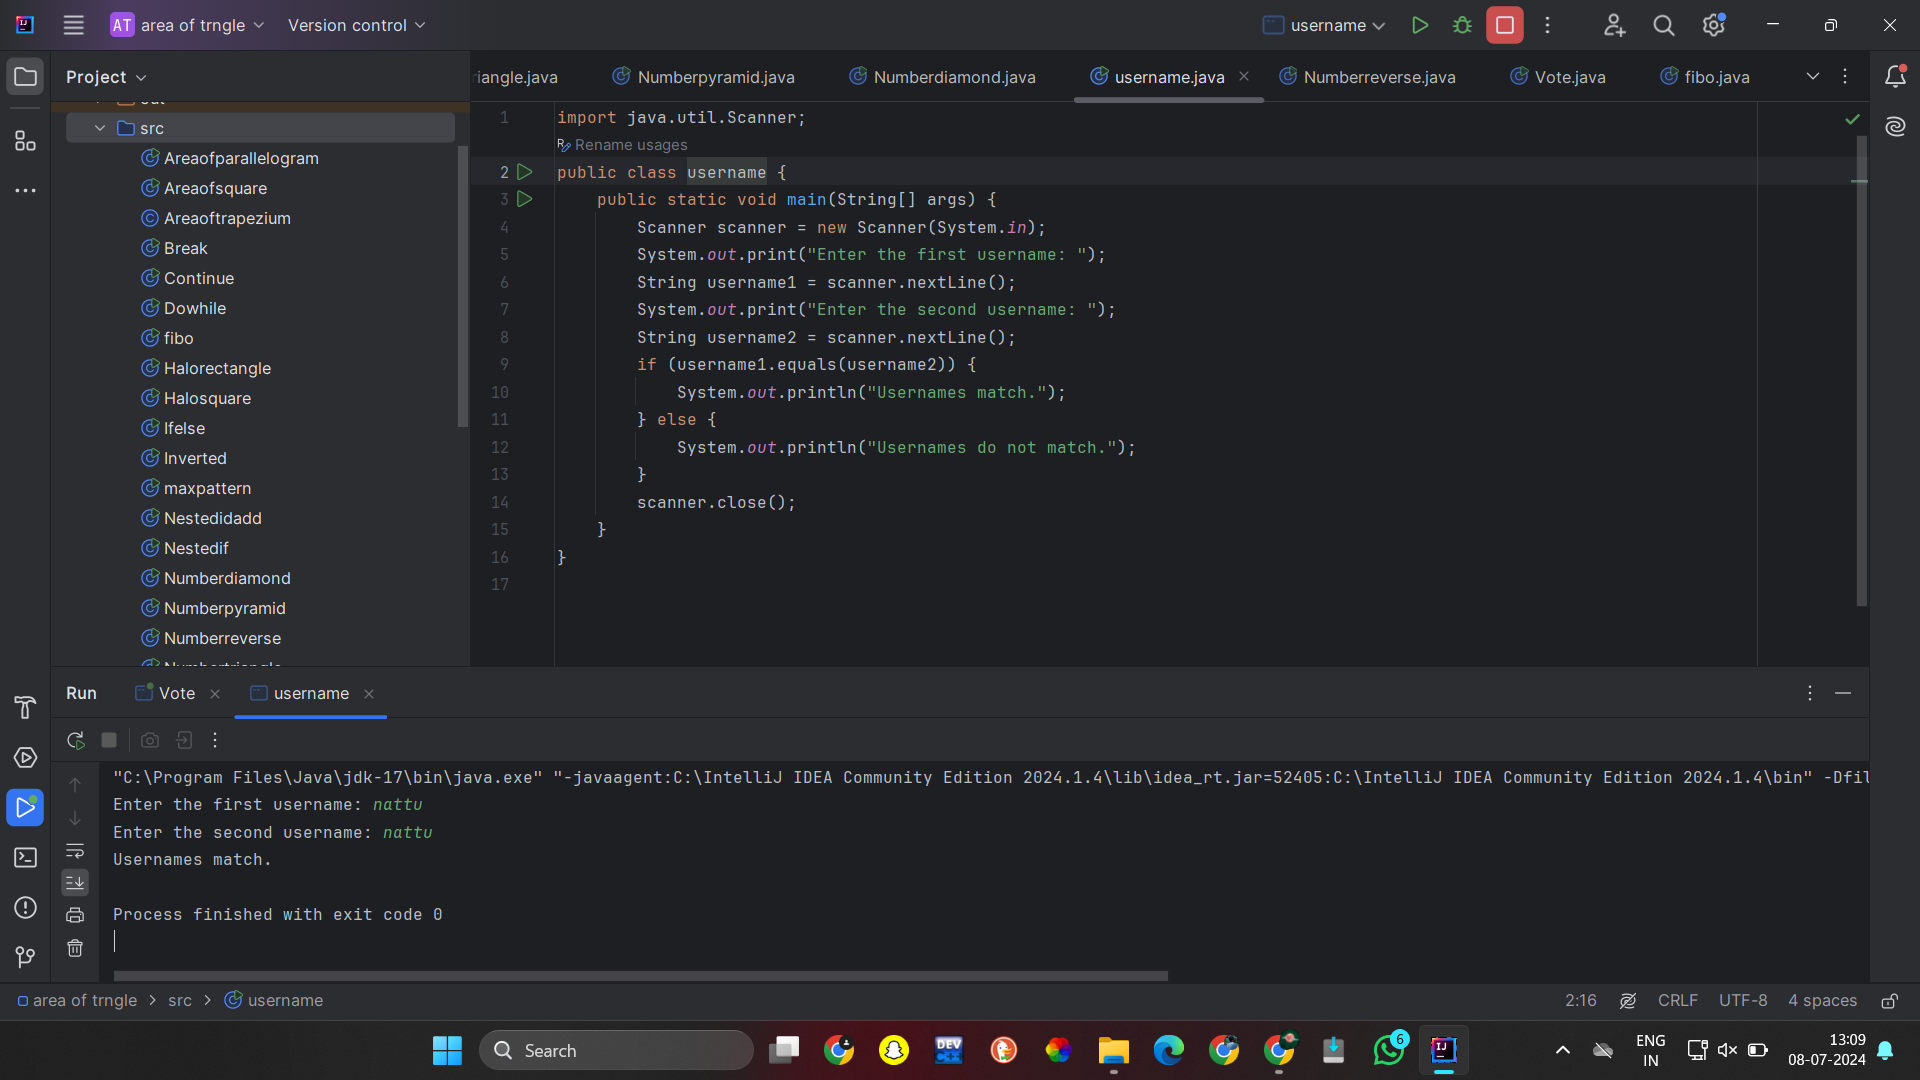 AT area of trngle Version control username
Project
riangle.java Numberpyramid.java Numberdiamond.java username.java Numberreverse.java Vote.java fibo.java
src
Areaofparallelogram
Areaofsquare
Areaoftrapezium
Break
Continue
Dowhile
fibo
Halorectangle
Halosquare
Ifelse
Inverted
maxpattern
Nestedidadd
Nestedif
Numberdiamond
Numberpyramid
Numberreverse
1 import java.util.Scanner;
Rename usages
2 public class username {
3 public static void main(String[] args) {
4 Scanner scanner = new Scanner(System.in);
5 System.out.print("Enter the first username: ");
6 String username1 = scanner.nextLine();
7 System.out.print("Enter the second username: ");
8 String username2 = scanner.nextLine();
9 if (username1.equals(username2)) {
10 System.out.println("Usernames match.");
11 } else {
12 System.out.println("Usernames do not match.");
13 }
14 scanner.close();
15 }
16 }
17
Run Vote username
"C:\Program Files\Java\jdk-17\bin\java.exe" "-javaagent:C:\IntelliJ IDEA Community Edition 2024.1.4\lib\idea_rt.jar=52405:C:\IntelliJ IDEA Community Edition 2024.1.4\bin" -Dfil
Enter the first username: nattu
Enter the second username: nattu
Usernames match.
Process finished with exit code 0
area of trngle > src > username 2:16 CRLF UTF-8 4 spaces
Search DEV C++ 6 IJ ENG 13:09
IN 08-07-2024